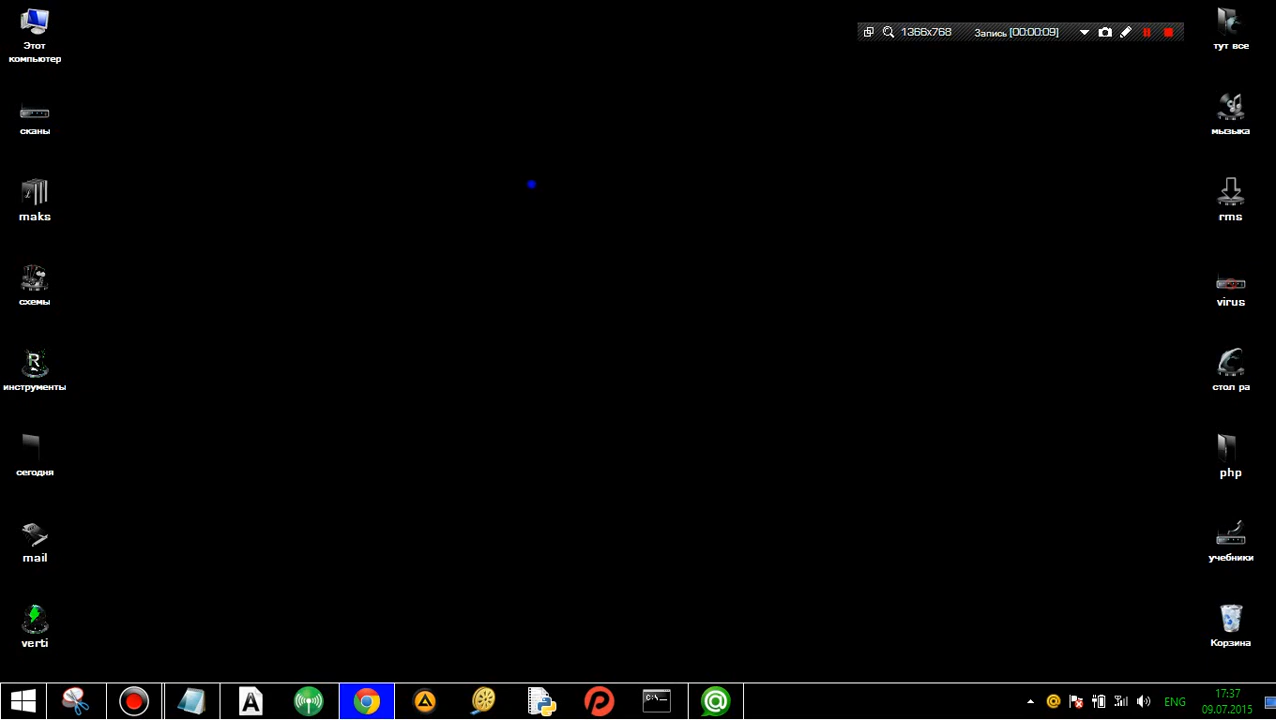 Этот
компьютер
сканы
maks
схемы
инструменты
сегодня
mail
verti
1366x768 Запись [00:00:09]
тут все
мызыка
rms
virus
стол ра
php
учебники
Корзина
R
A
C:\_
ENG
17:37
09.07.2015